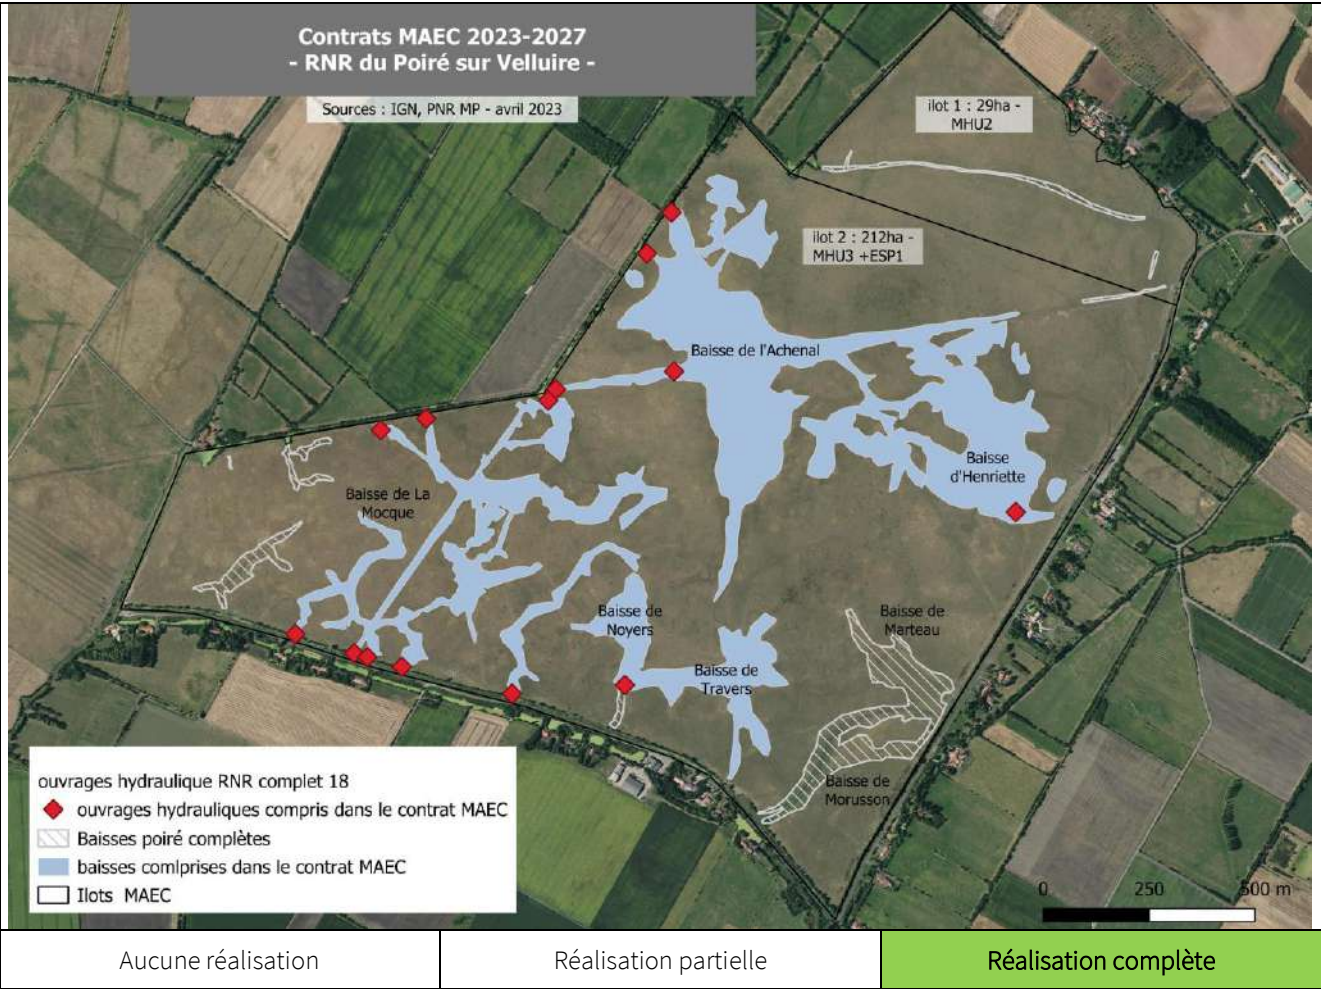 Contrats MAEC 2023-2027
- RNR du Poiré sur Velluire -
Sources : IGN, PNR MP - avril 2023
ilot 1 : 29ha -
MHU2
ilot 2 : 212ha -
MHU3 +ESP1
Baisse de l'Achenal
Baisse
d'Henriette
Baisse de La
Mocque
Baisse de
Noyers
Baisse de
Marteau
Baisse de
Travers
Baisse de
Morusson
ouvrages hydraulique RNR complet 18
ouvrages hydrauliques compris dans le contrat MAEC
Baisses poiré complètes
baisses comlprises dans le contrat MAEC
Ilots MAEC
0 250 500 m
Aucune réalisation
Réalisation partielle
Réalisation complète